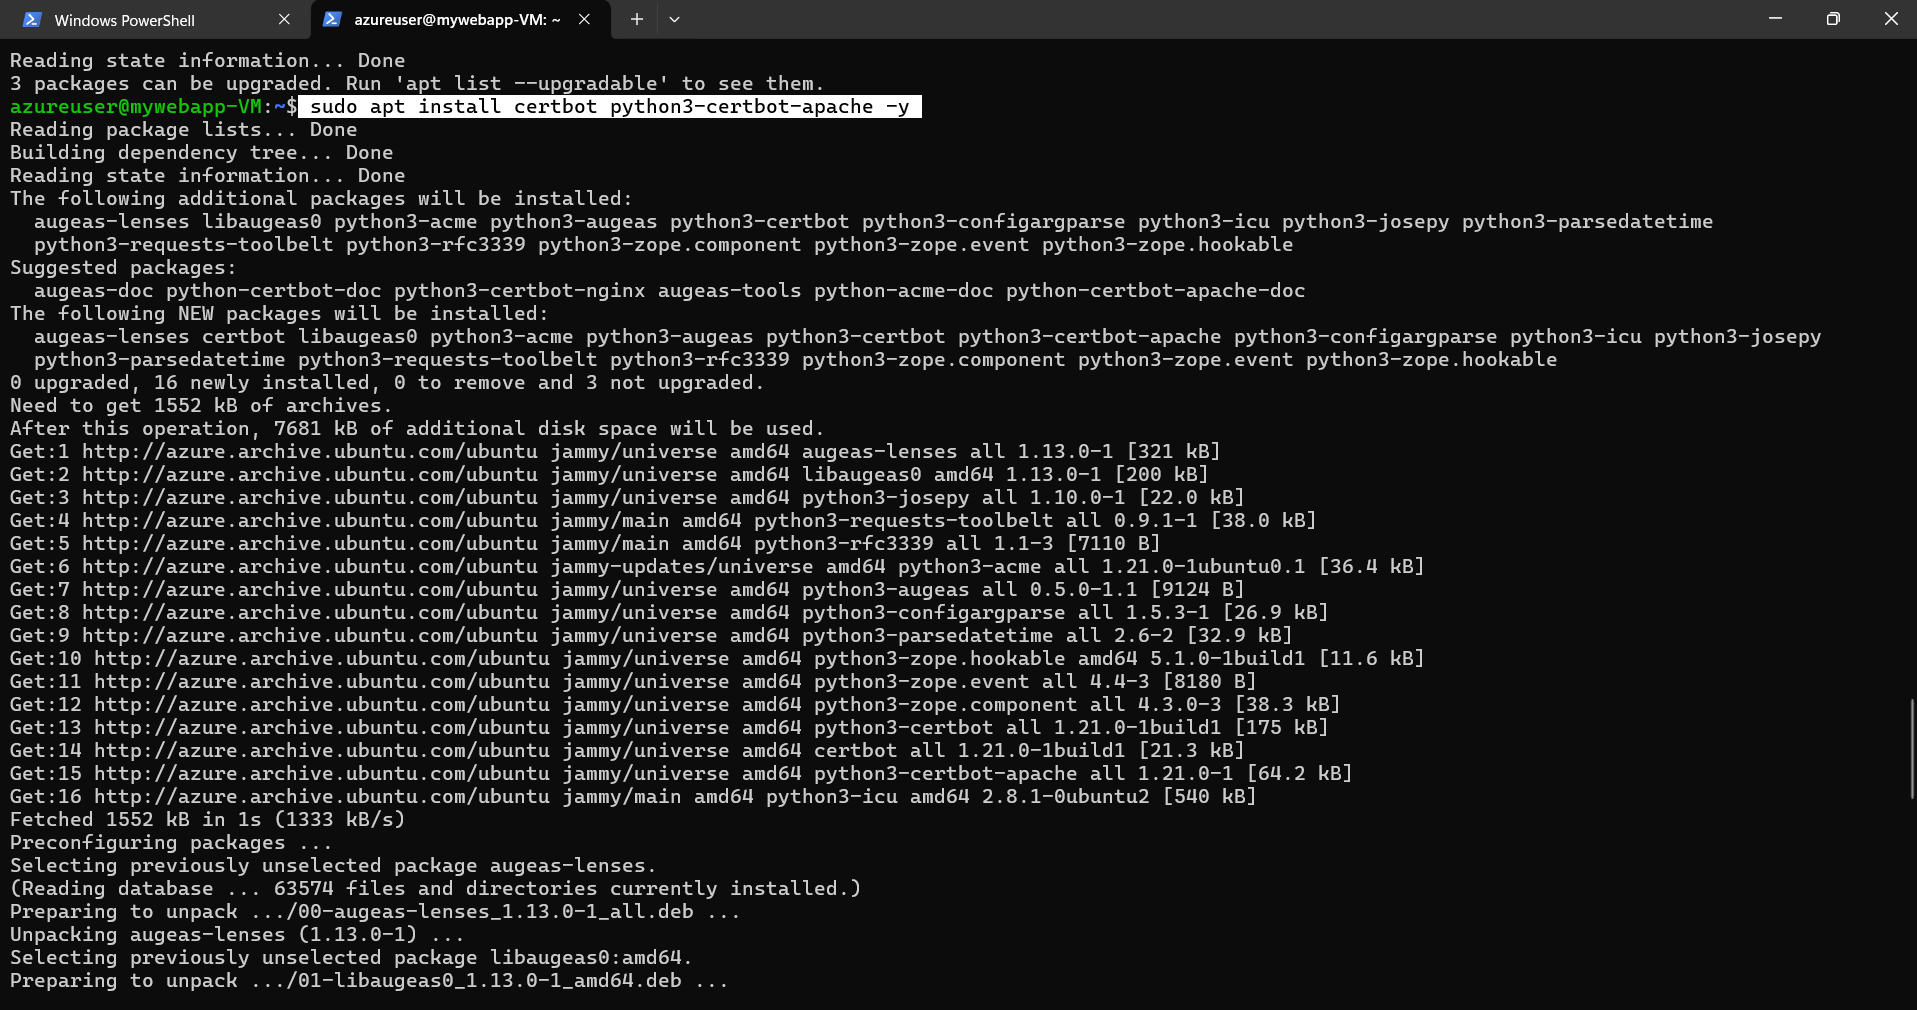 Windows PowerShell
azureuser@mywebapp-VM: ~
Reading state information... Done
3 packages can be upgraded. Run 'apt list --upgradable' to see them.
azureuser@mywebapp-VM:~$ sudo apt install certbot python3-certbot-apache -y
Reading package lists... Done
Building dependency tree... Done
Reading state information... Done
The following additional packages will be installed:
  augeas-lenses libaugeas0 python3-acme python3-augeas python3-certbot python3-configargparse python3-icu python3-josepy python3-parsedatetime
  python3-requests-toolbelt python3-rfc3339 python3-zope.component python3-zope.event python3-zope.hookable
Suggested packages:
  augeas-doc python-certbot-doc python3-certbot-nginx augeas-tools python-acme-doc python-certbot-apache-doc
The following NEW packages will be installed:
  augeas-lenses certbot libaugeas0 python3-acme python3-augeas python3-certbot python3-certbot-apache python3-configargparse python3-icu python3-josepy
  python3-parsedatetime python3-requests-toolbelt python3-rfc3339 python3-zope.component python3-zope.event python3-zope.hookable
0 upgraded, 16 newly installed, 0 to remove and 3 not upgraded.
Need to get 1552 kB of archives.
After this operation, 7681 kB of additional disk space will be used.
Get:1 http://azure.archive.ubuntu.com/ubuntu jammy/universe amd64 augeas-lenses all 1.13.0-1 [321 kB]
Get:2 http://azure.archive.ubuntu.com/ubuntu jammy/universe amd64 libaugeas0 amd64 1.13.0-1 [200 kB]
Get:3 http://azure.archive.ubuntu.com/ubuntu jammy/universe amd64 python3-josepy all 1.10.0-1 [22.0 kB]
Get:4 http://azure.archive.ubuntu.com/ubuntu jammy/main amd64 python3-requests-toolbelt all 0.9.1-1 [38.0 kB]
Get:5 http://azure.archive.ubuntu.com/ubuntu jammy/main amd64 python3-rfc3339 all 1.1-3 [7110 B]
Get:6 http://azure.archive.ubuntu.com/ubuntu jammy-updates/universe amd64 python3-acme all 1.21.0-1ubuntu0.1 [36.4 kB]
Get:7 http://azure.archive.ubuntu.com/ubuntu jammy/universe amd64 python3-augeas all 0.5.0-1.1 [9124 B]
Get:8 http://azure.archive.ubuntu.com/ubuntu jammy/universe amd64 python3-configargparse all 1.5.3-1 [26.9 kB]
Get:9 http://azure.archive.ubuntu.com/ubuntu jammy/universe amd64 python3-parsedatetime all 2.6-2 [32.9 kB]
Get:10 http://azure.archive.ubuntu.com/ubuntu jammy/universe amd64 python3-zope.hookable amd64 5.1.0-1build1 [11.6 kB]
Get:11 http://azure.archive.ubuntu.com/ubuntu jammy/universe amd64 python3-zope.event all 4.4-3 [8180 B]
Get:12 http://azure.archive.ubuntu.com/ubuntu jammy/universe amd64 python3-zope.component all 4.3.0-3 [38.3 kB]
Get:13 http://azure.archive.ubuntu.com/ubuntu jammy/universe amd64 python3-certbot all 1.21.0-1build1 [175 kB]
Get:14 http://azure.archive.ubuntu.com/ubuntu jammy/universe amd64 certbot all 1.21.0-1build1 [21.3 kB]
Get:15 http://azure.archive.ubuntu.com/ubuntu jammy/universe amd64 python3-certbot-apache all 1.21.0-1 [64.2 kB]
Get:16 http://azure.archive.ubuntu.com/ubuntu jammy/main amd64 python3-icu amd64 2.8.1-0ubuntu2 [540 kB]
Fetched 1552 kB in 1s (1333 kB/s)
Preconfiguring packages ...
Selecting previously unselected package augeas-lenses.
(Reading database ... 63574 files and directories currently installed.)
Preparing to unpack .../00-augeas-lenses_1.13.0-1_all.deb ...
Unpacking augeas-lenses (1.13.0-1) ...
Selecting previously unselected package libaugeas0:amd64.
Preparing to unpack .../01-libaugeas0_1.13.0-1_amd64.deb ...